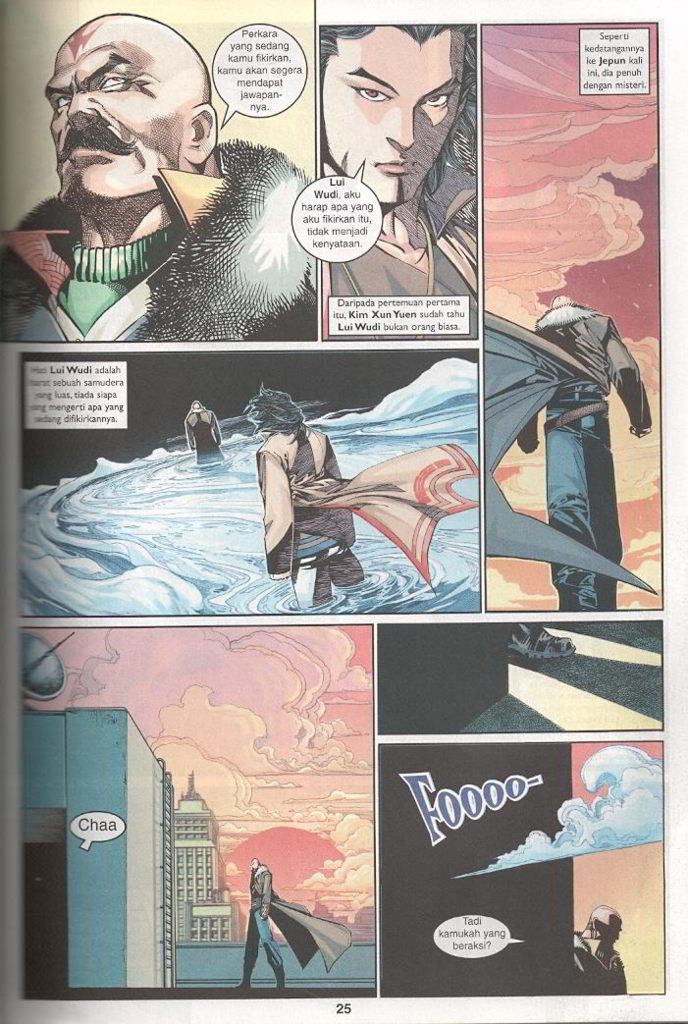 Perkara
yang sedang
kamu fikirkan,
kamu akan segera
mendapat
jawapan-
nya.
Lui
Wudi, aku
harap apa yang
aku fikirkan itu,
tidak menjadi
kenyataan.
Daripada pertemuan pertama
itu, Kim Xun Yuen sudah tahu
Lui Wudi bukan orang biasa.
Seperti
kedatangannya
ke Jepun kali
ini, dia penuh
dengan misteri.
Lui Wudi adalah
sebuah samudera
yang luas, tiada siapa
yang mengerti apa yang
sedang difikirkannya.
Chaa
Foooo-
Tadi
kamukah yang
beraksi?
25